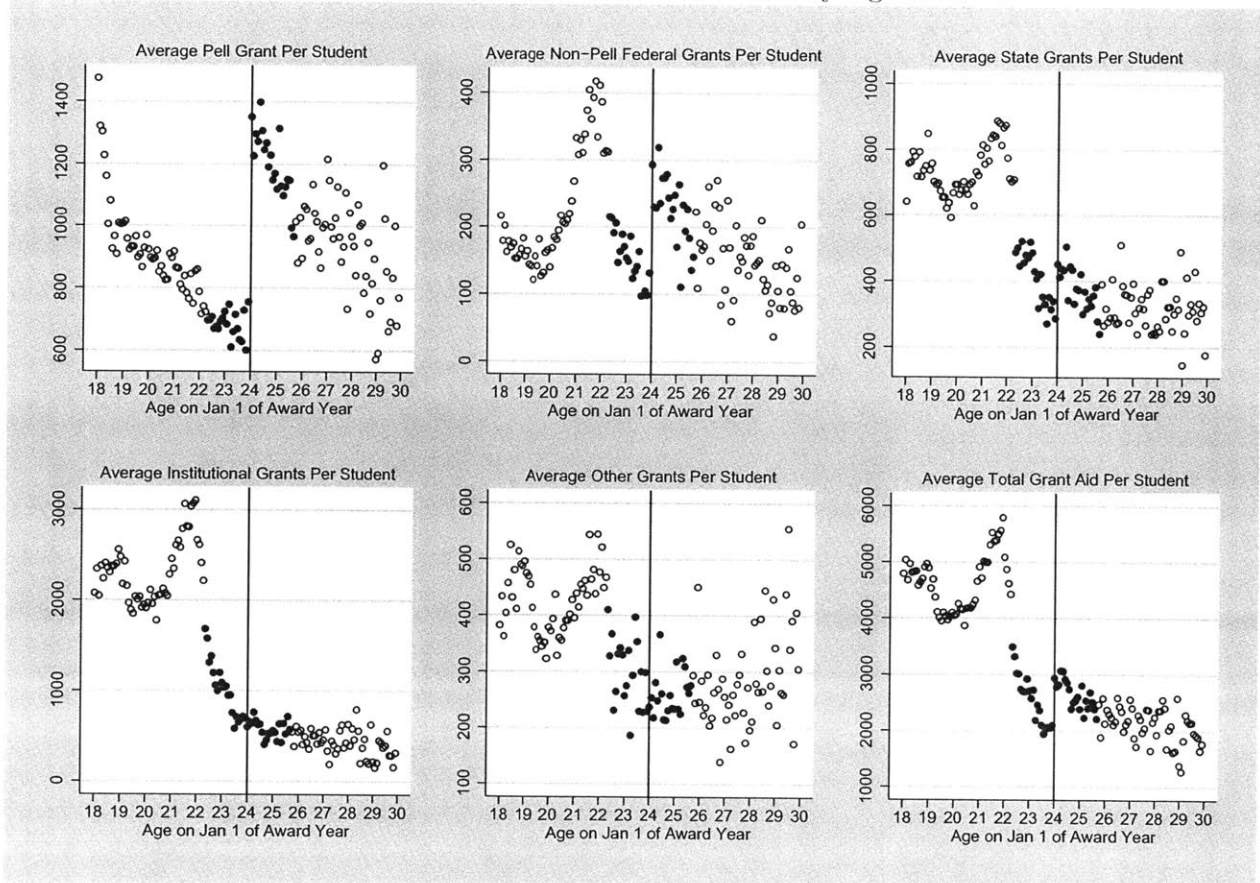 Average Pell Grant Per Student
1400
1200
1000
800
600
18 19 20 21 22 23 24 25 26 27 28 29 30
Age on Jan 1 of Award Year
Average Non-Pell Federal Grants Per Student
400
300
200
100
0
18 19 20 21 22 23 24 25 26 27 28 29 30
Age on Jan 1 of Award Year
Average State Grants Per Student
1000
800
600
400
200
18 19 20 21 22 23 24 25 26 27 28 29 30
Age on Jan 1 of Award Year
Average Institutional Grants Per Student
3000
2000
1000
0
18 19 20 21 22 23 24 25 26 27 28 29 30
Age on Jan 1 of Award Year
Average Other Grants Per Student
600
500
400
300
200
100
18 19 20 21 22 23 24 25 26 27 28 29 30
Age on Jan 1 of Award Year
Average Total Grant Aid Per Student
6000
5000
4000
3000
2000
1000
18 19 20 21 22 23 24 25 26 27 28 29 30
Age on Jan 1 of Award Year